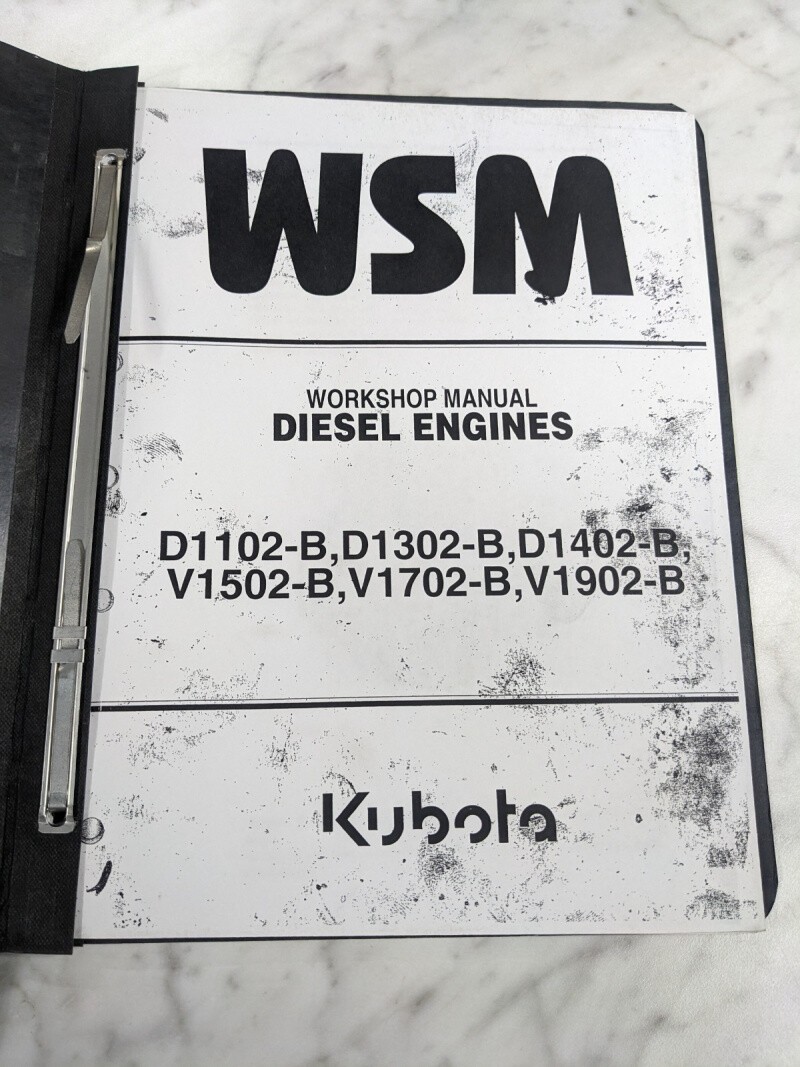 WSM
WORKSHOP MANUAL
DIESEL ENGINES
D1102-B,D1302-B,D1402-B,
V1502-B,V1702-B,V1902-B
Kubota